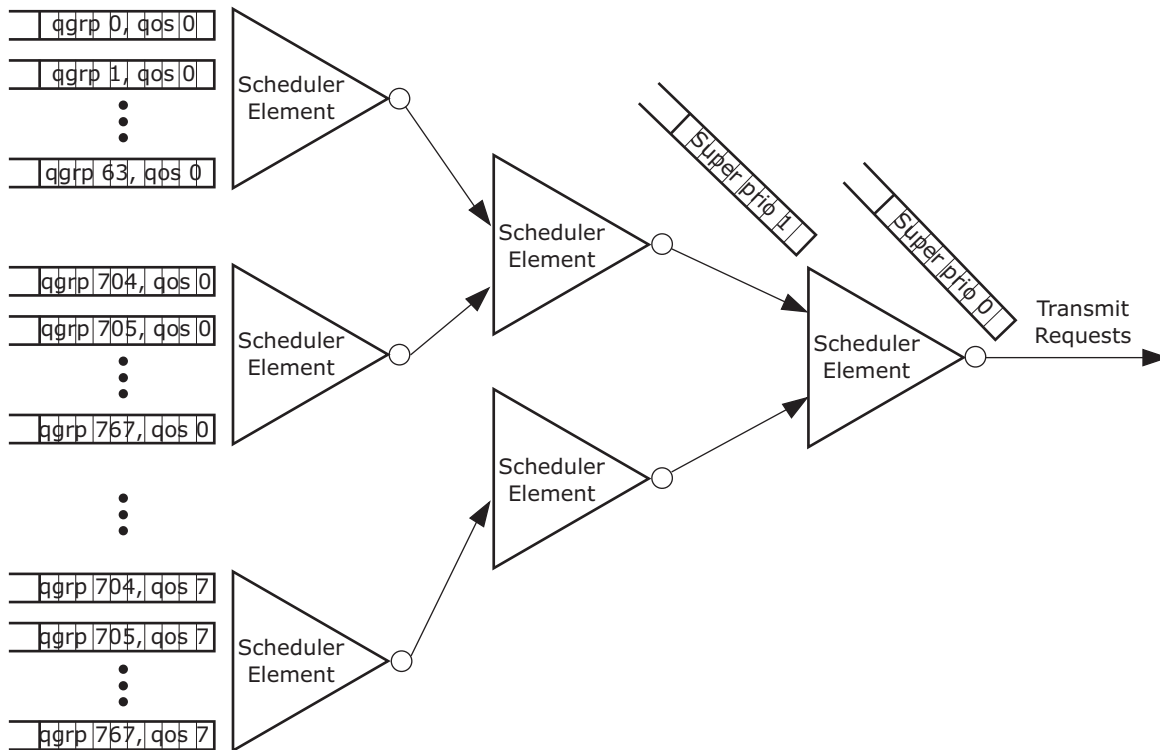 qgrp 0, qos 0
qgrp 1, qos 0
qgrp 63, qos 0
Scheduler
Element
qgrp 704, qos 0
qgrp 705, qos 0
qgrp 767, qos 0
Scheduler
Element
qgrp 704, qos 7
qgrp 705, qos 7
qgrp 767, qos 7
Scheduler
Element
Scheduler
Element
Scheduler
Element
Super prio 1
Scheduler
Element
Super prio 0
Transmit
Requests